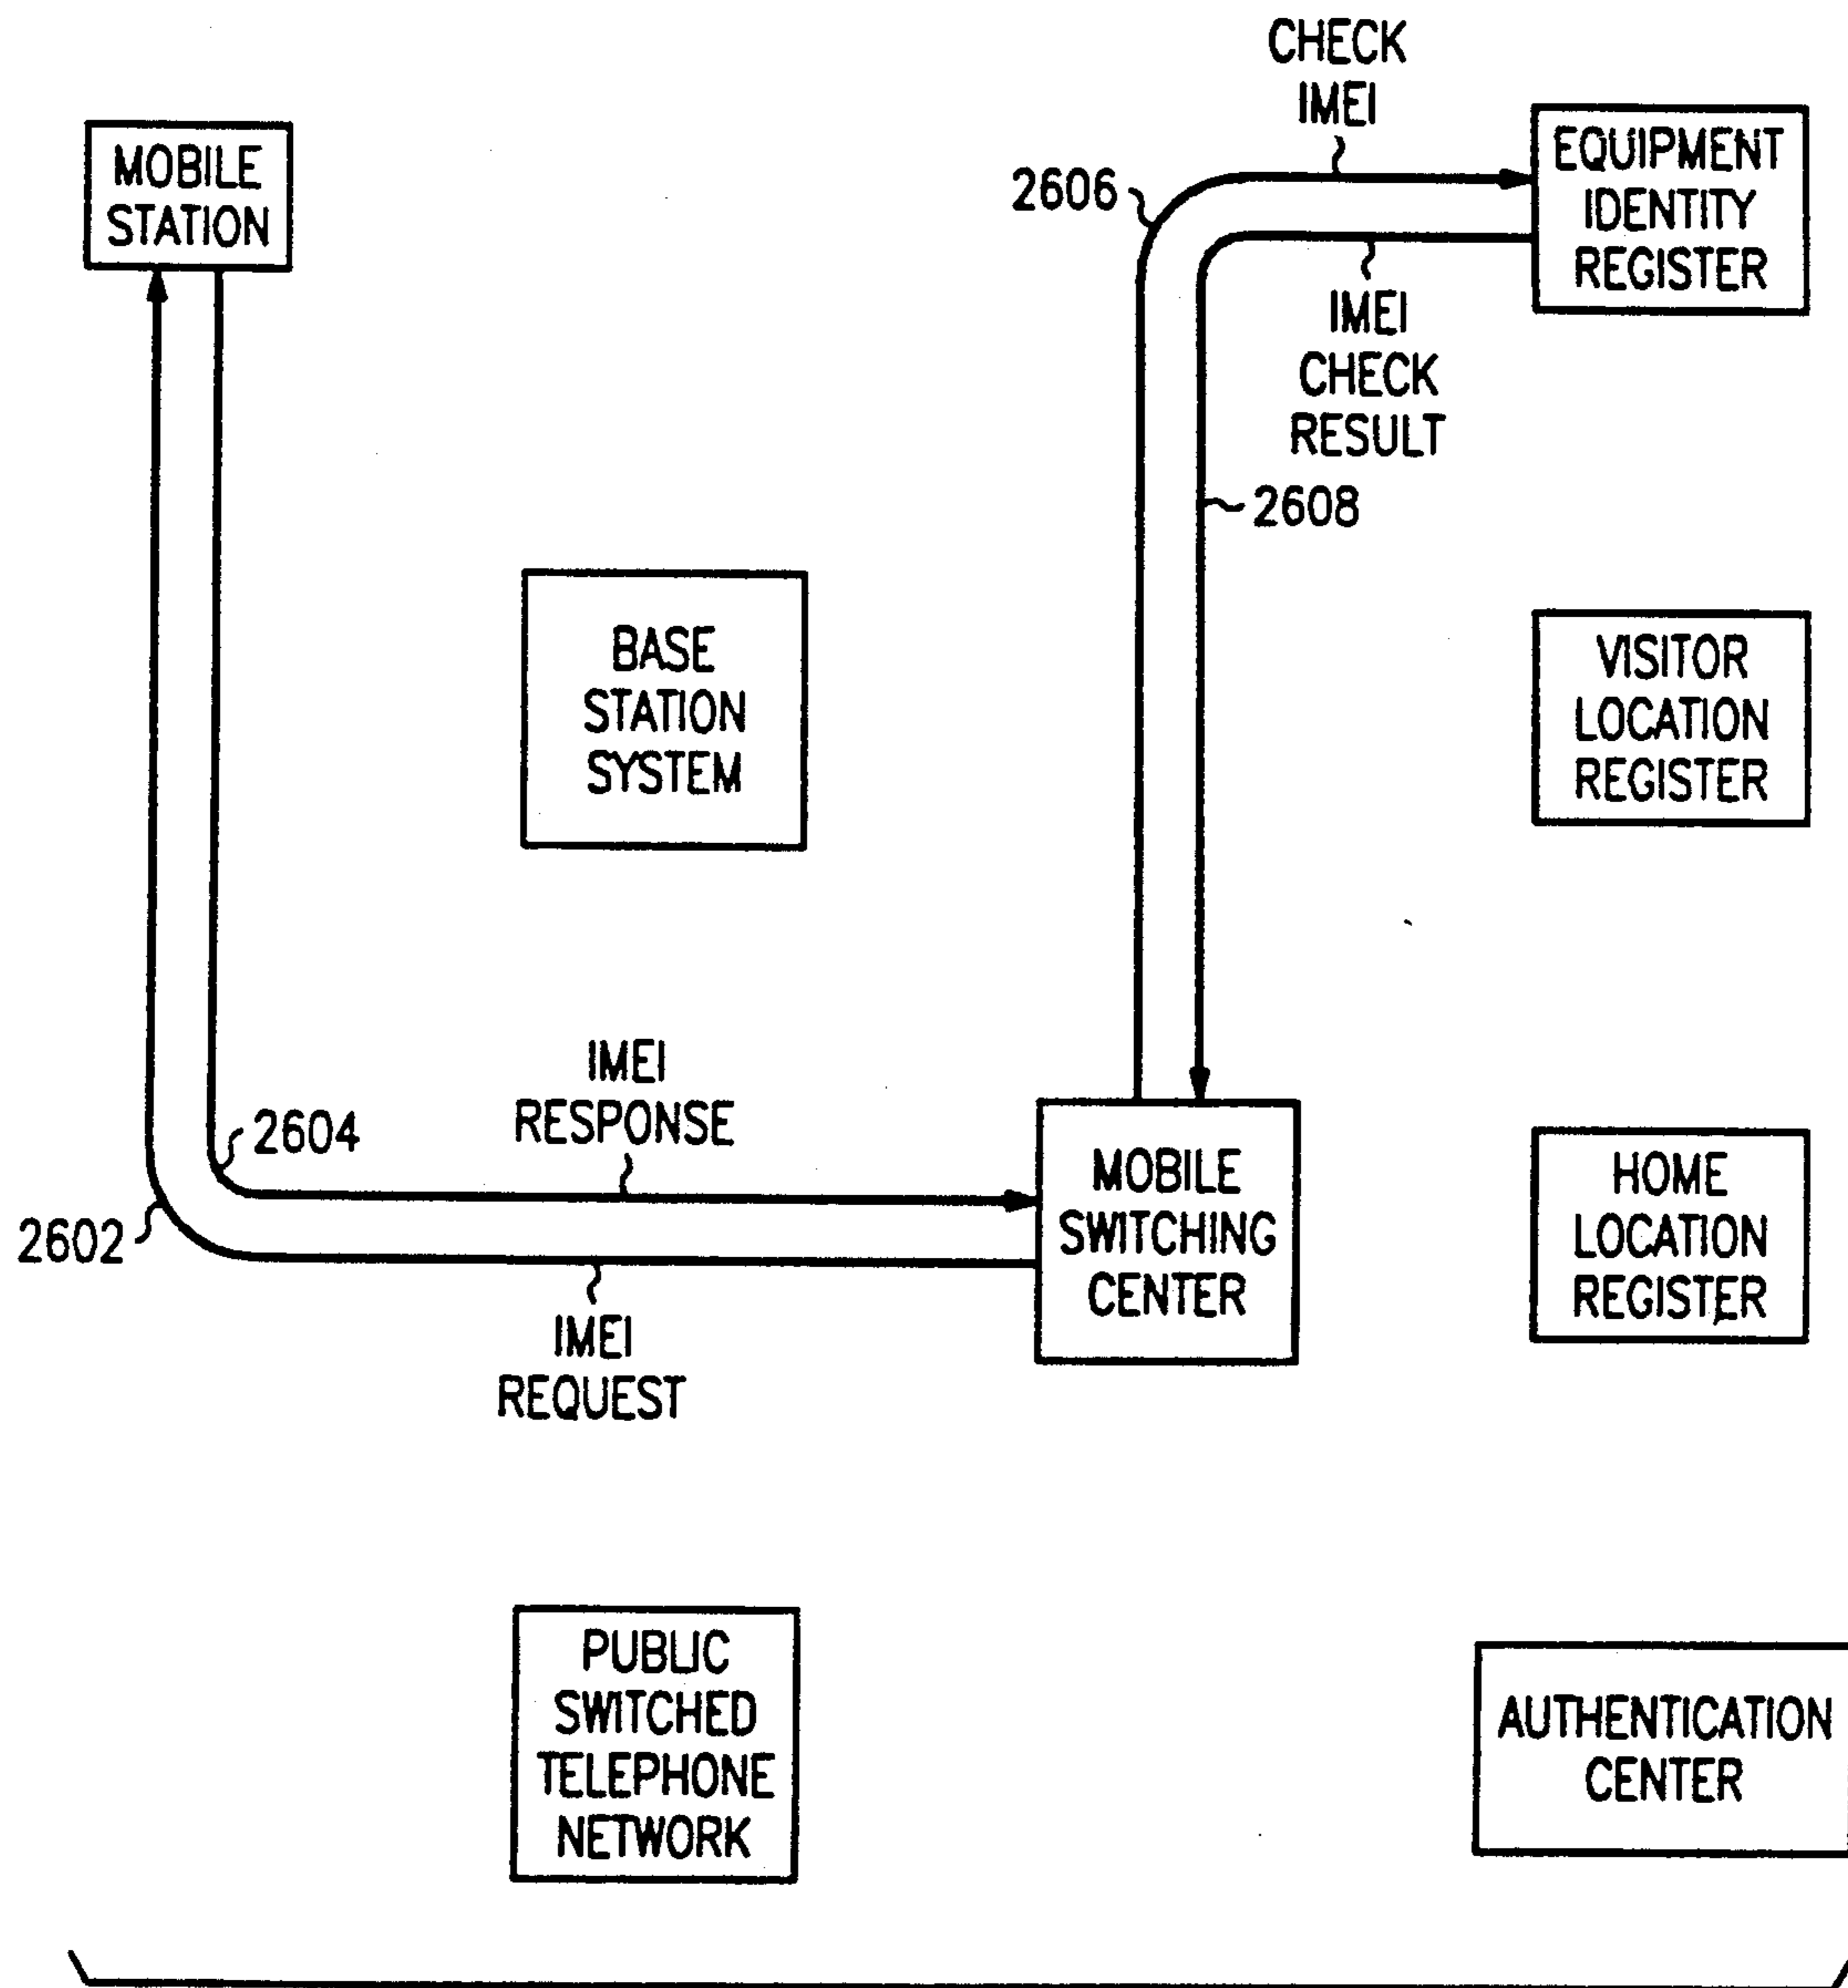 CHECK
IMEI
MOBILE
STATION
2606
EQUIPMENT
IDENTITY
REGISTER
IMEI
CHECK
RESULT
2608
BASE
STATION
SYSTEM
VISITOR
LOCATION
REGISTER
IMEI
RESPONSE
2604
2602
MOBILE
SWITCHING
CENTER
HOME
LOCATION
REGISTER
IMEI
REQUEST
PUBLIC
SWITCHED
TELEPHONE
NETWORK
AUTHENTICATION
CENTER